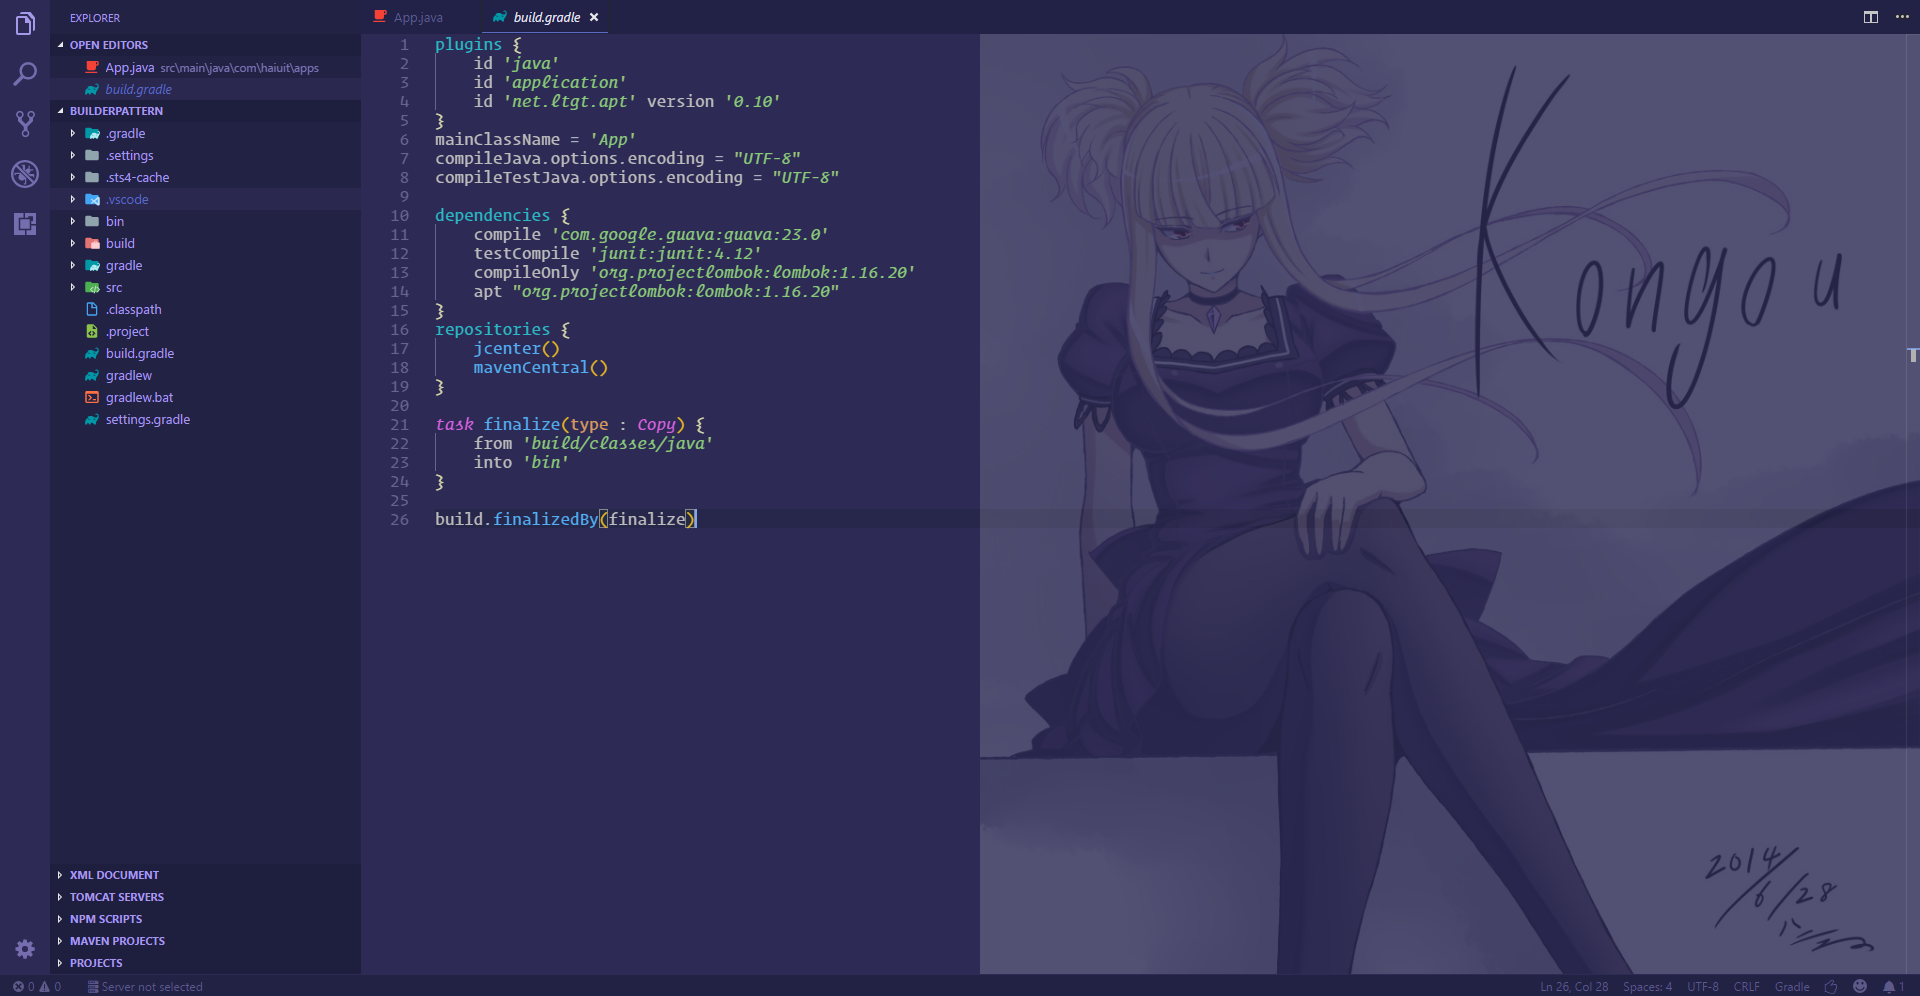 EXPLORER
OPEN EDITORS
App.java src\main\java\com\haiuit\apps
build.gradle
BUILDERPATTERN
.gradle
.settings
.sts4-cache
.vscode
bin
build
gradle
src
.classpath
.project
build.gradle
gradlew
gradlew.bat
settings.gradle
XML DOCUMENT
TOMCAT SERVERS
NPM SCRIPTS
MAVEN PROJECTS
PROJECTS
App.java
build.gradle
1 plugins {
2 id 'java'
3 id 'application'
4 id 'net.ltgt.apt' version '0.10'
5 }
6 mainClassName = 'App'
7 compileJava.options.encoding = "UTF-8"
8 compileTestJava.options.encoding = "UTF-8"
9
10 dependencies {
11 compile 'com.google.guava:guava:23.0'
12 testCompile 'junit:junit:4.12'
13 compileOnly 'org.projectlombok:lombok:1.16.20'
14 apt "org.projectlombok:lombok:1.16.20"
15 }
16 repositories {
17 jcenter()
18 mavenCentral()
19 }
20
21 task finalize(type : Copy) {
22 from 'build/classes/java'
23 into 'bin'
24 }
25
26 build.finalizedBy(finalize)
Kongou
2014
6/28
0 0 Server not selected
Ln 26, Col 28 Spaces: 4 UTF-8 CRLF Gradle 1